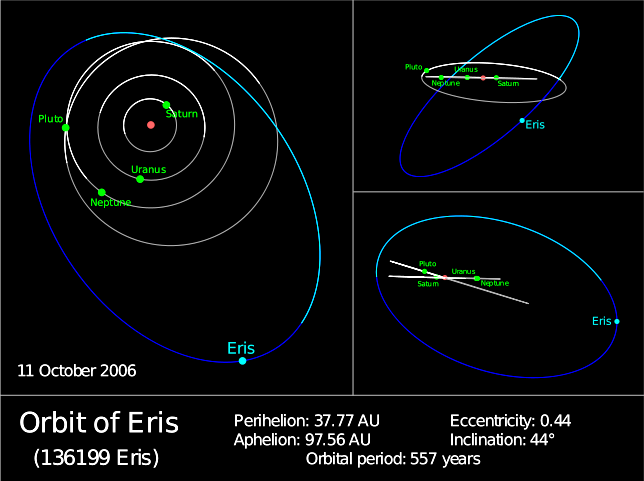 Pluto
Saturn
Uranus
Neptune
Eris
11 October 2006
Pluto
Uranus
Neptune
Saturn
Eris
Pluto
Uranus
Saturn
Neptune
Eris
Orbit of Eris
(136199 Eris)
Perihelion: 37.77 AU
Eccentricity: 0.44
Aphelion: 97.56 AU
Inclination: 44°
Orbital period: 557 years